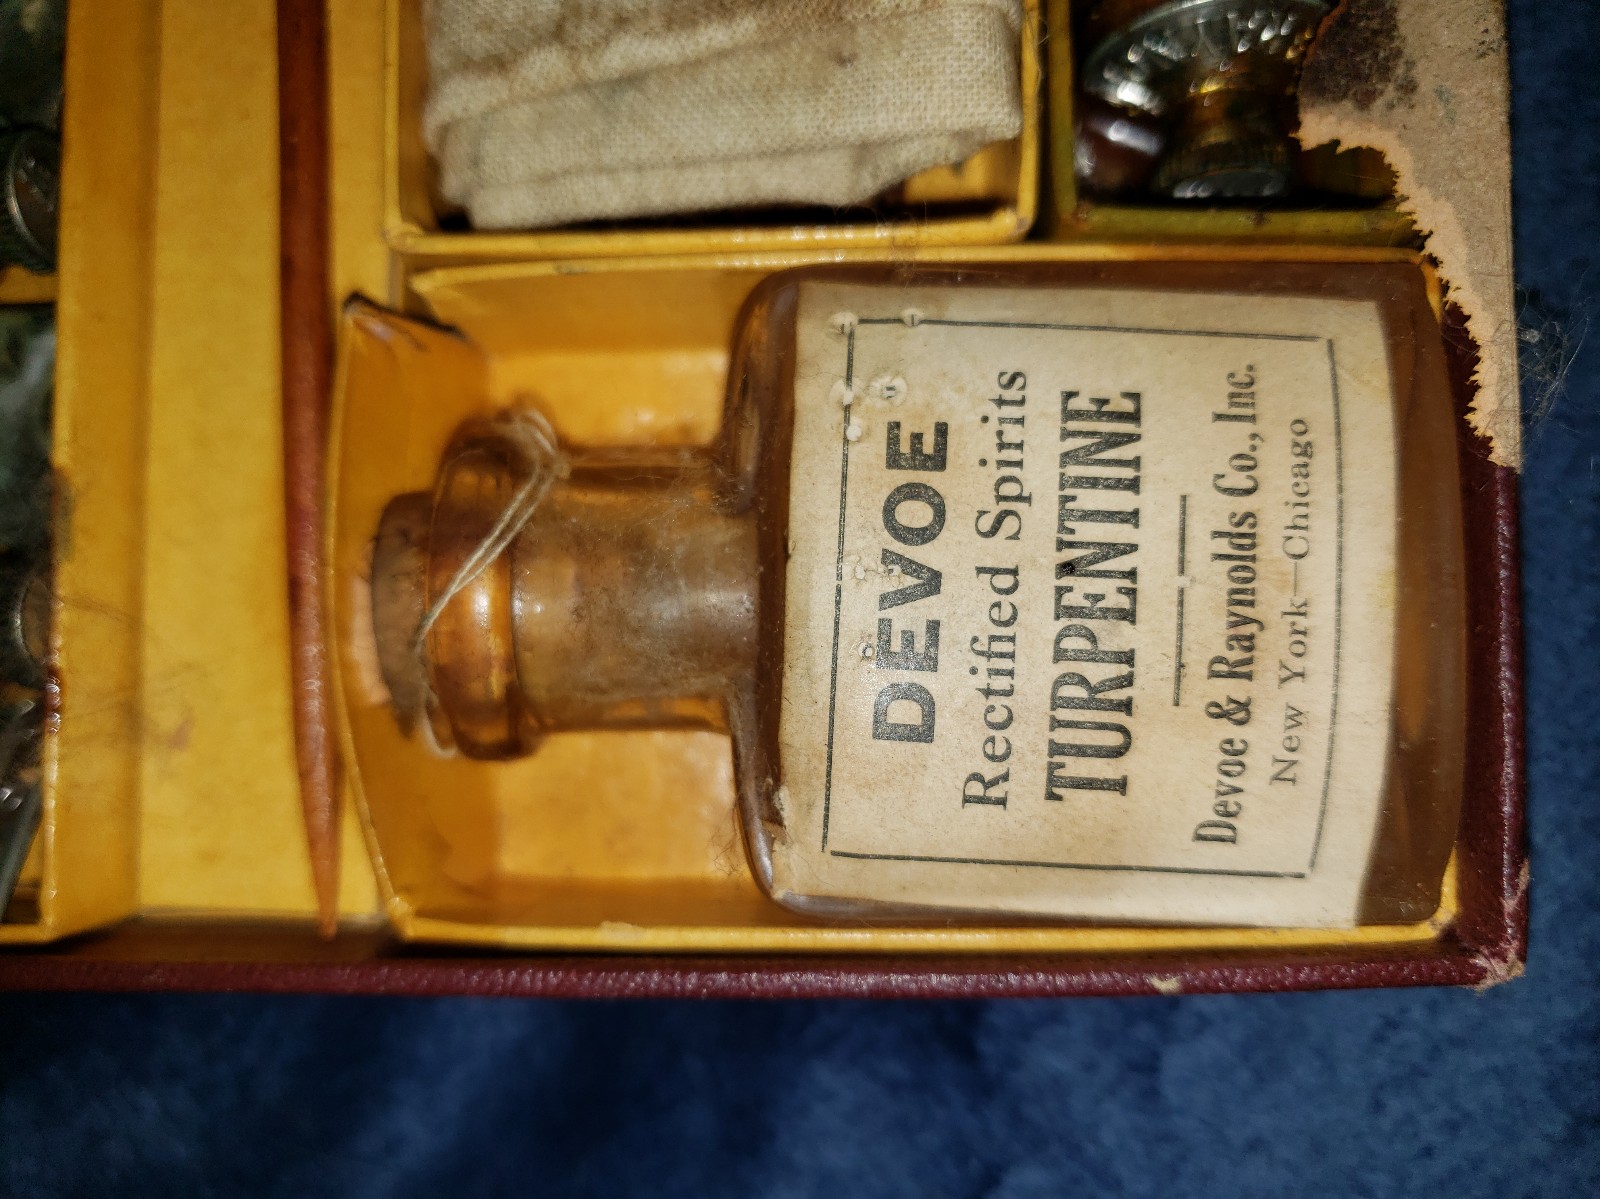 DEVOE
Rectified Spirits
TURPENTINE
Devoe & Raynolds Co., Inc.
New York—Chicago